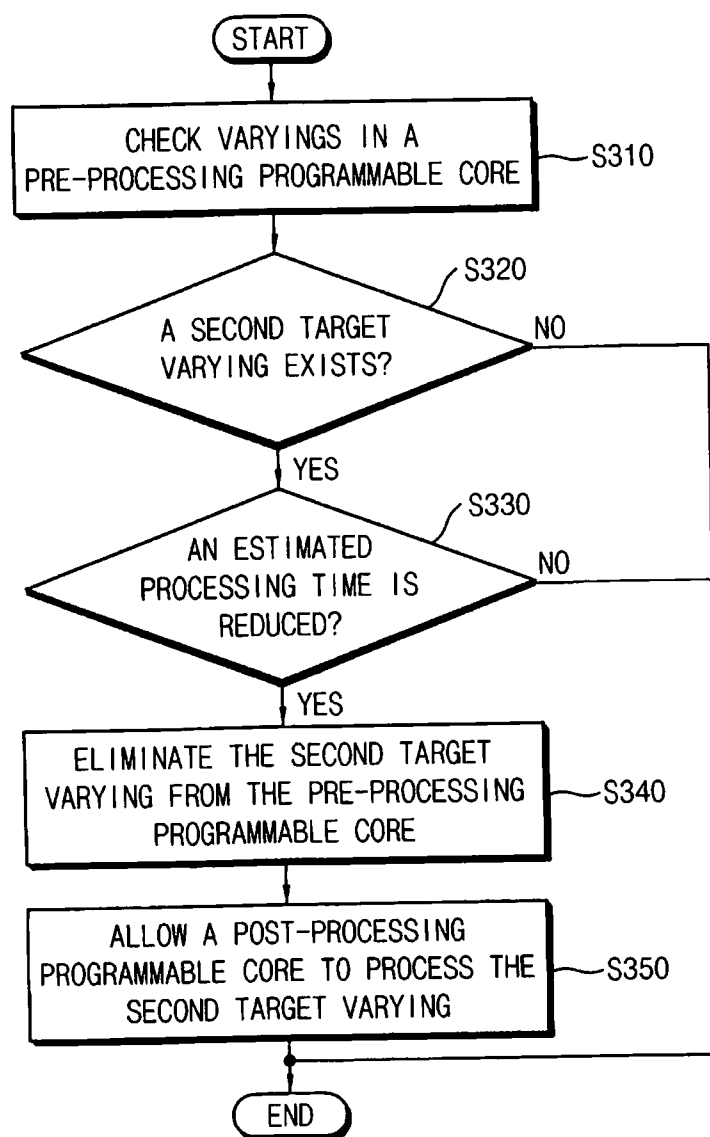 START
CHECK VARYINGS IN A
PRE-PROCESSING PROGRAMMABLE CORE
S310
S320
A SECOND TARGET
VARYING EXISTS?
NO
YES
S330
AN ESTIMATED
PROCESSING TIME IS
REDUCED?
NO
YES
ELIMINATE THE SECOND TARGET
VARYING FROM THE PRE-PROCESSING
PROGRAMMABLE CORE
S340
ALLOW A POST-PROCESSING
PROGRAMMABLE CORE TO PROCESS THE
SECOND TARGET VARYING
S350
END